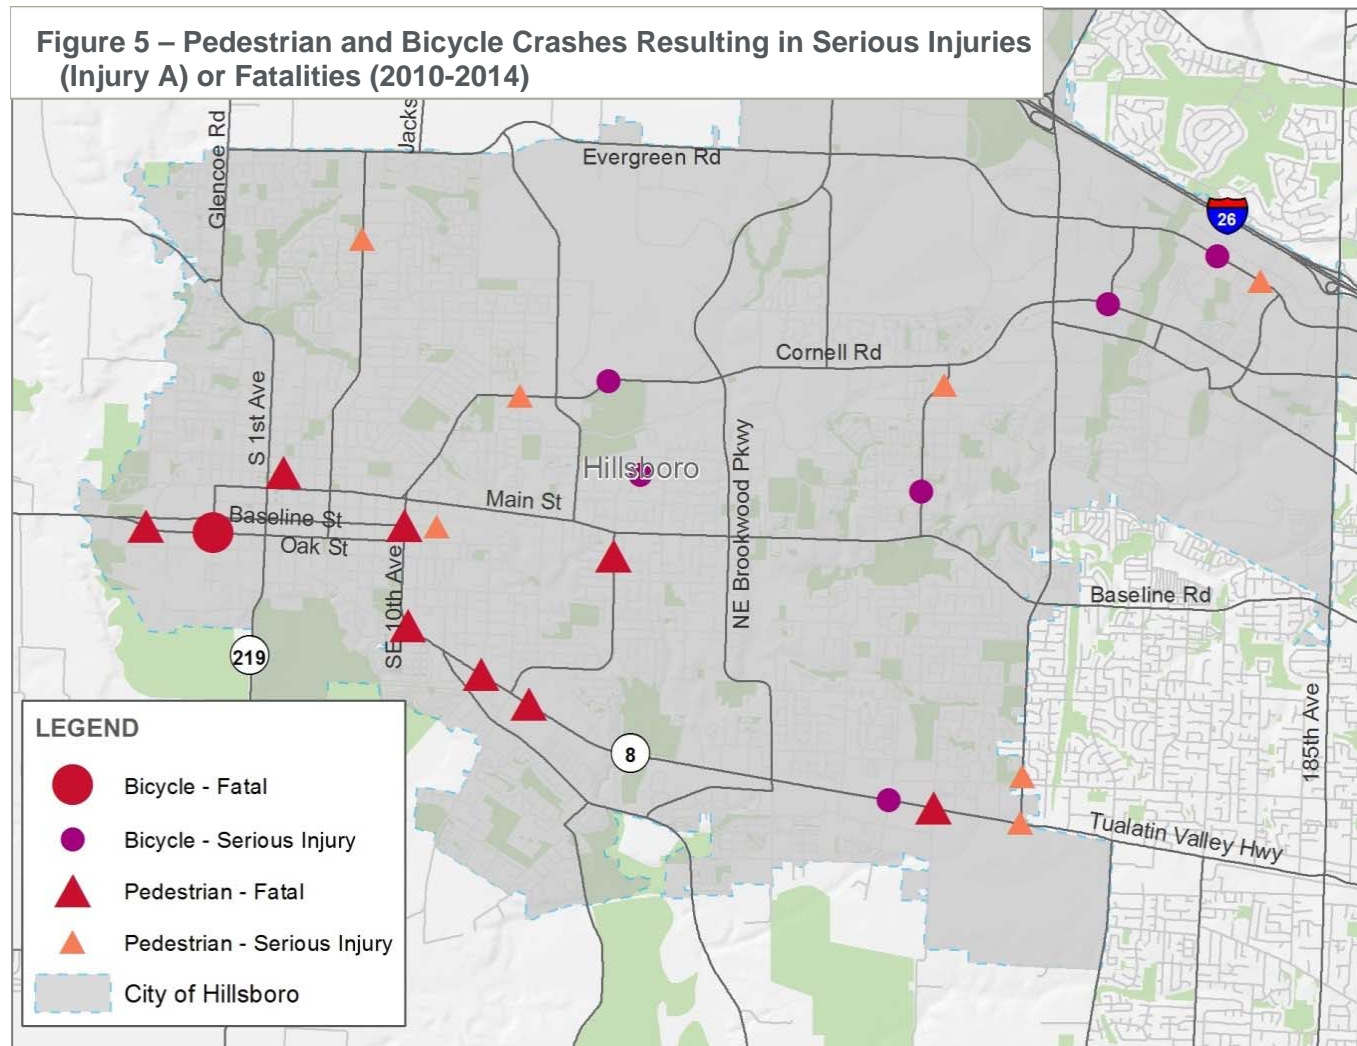 Figure 5 – Pedestrian and Bicycle Crashes Resulting in Serious Injuries
(Injury A) or Fatalities (2010-2014)
Glencoe Rd
Jacks
Evergreen Rd
26
Cornell Rd
S 1st Ave
Hillsboro
NE Brookwood Pkwy
Main St
Baseline St
Oak St
SE 10th Ave
Baseline Rd
219
185th Ave
8
Tualatin Valley Hwy
LEGEND
Bicycle - Fatal
Bicycle - Serious Injury
Pedestrian - Fatal
Pedestrian - Serious Injury
City of Hillsboro